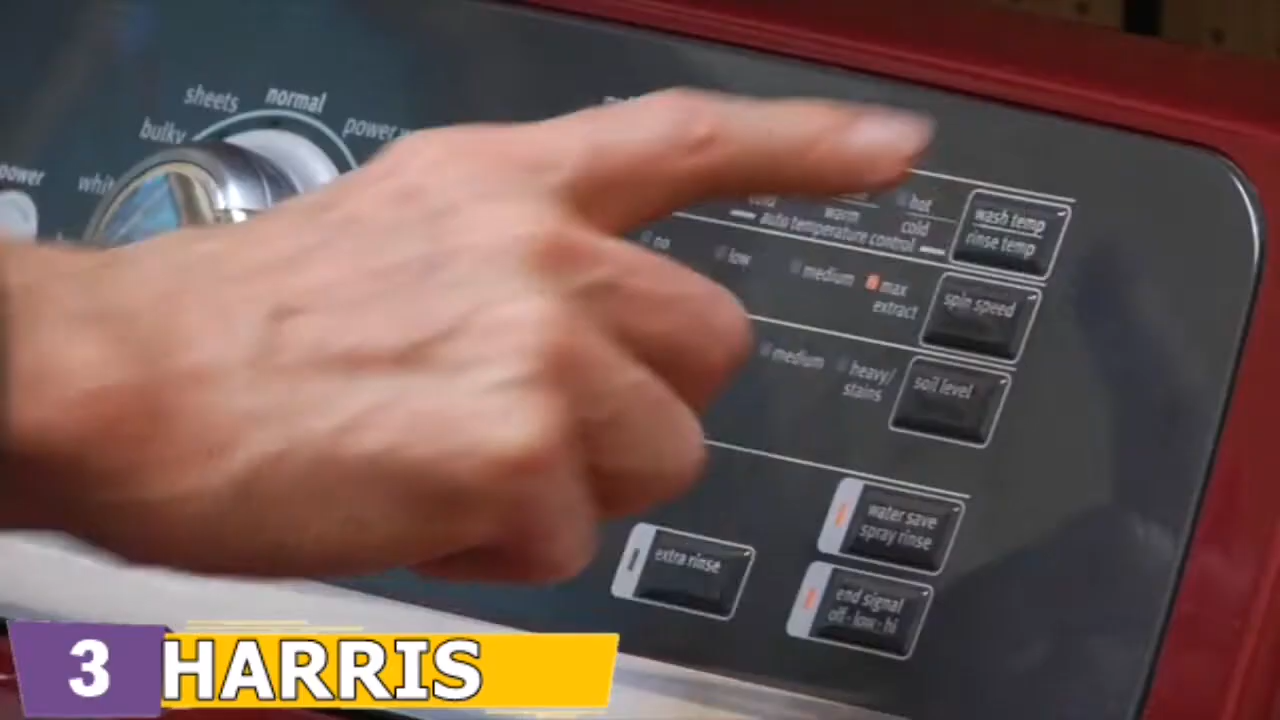 sheets
normal
bulky
power
power
hot
warm
cold
auto temperature control
wash temp
rinse temp
no
low
medium
max
extract
spin speed
medium
heavy/
stains
soil level
water save
spray rinse
extra rinse
end signal
off - low - hi
3 HARRIS